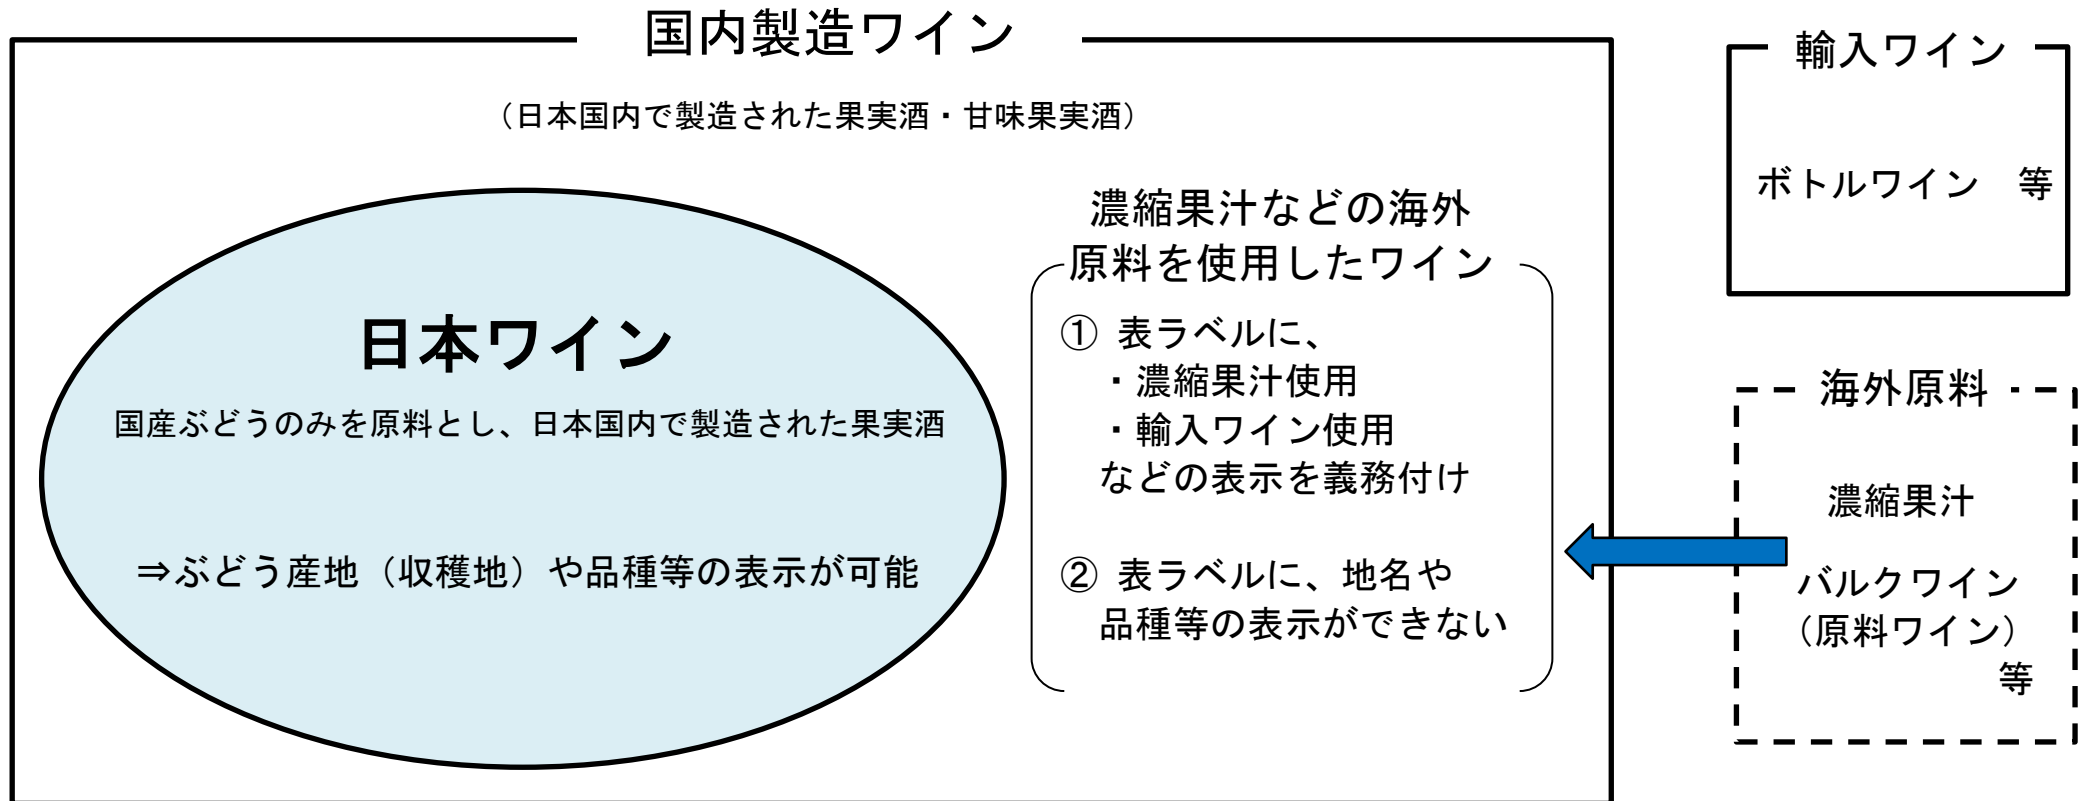 国内製造ワイン
（日本国内で製造された果実酒・甘味果実酒）
日本ワイン
国産ぶどうのみを原料とし、日本国内で製造された果実酒
⇒ぶどう産地（収穫地）や品種等の表示が可能
濃縮果汁などの海外
原料を使用したワイン
① 表ラベルに、
・濃縮果汁使用
・輸入ワイン使用
などの表示を義務付け
② 表ラベルに、地名や
品種等の表示ができない
輸入ワイン
ボトルワイン　等
海外原料
濃縮果汁
バルクワイン
（原料ワイン）
等